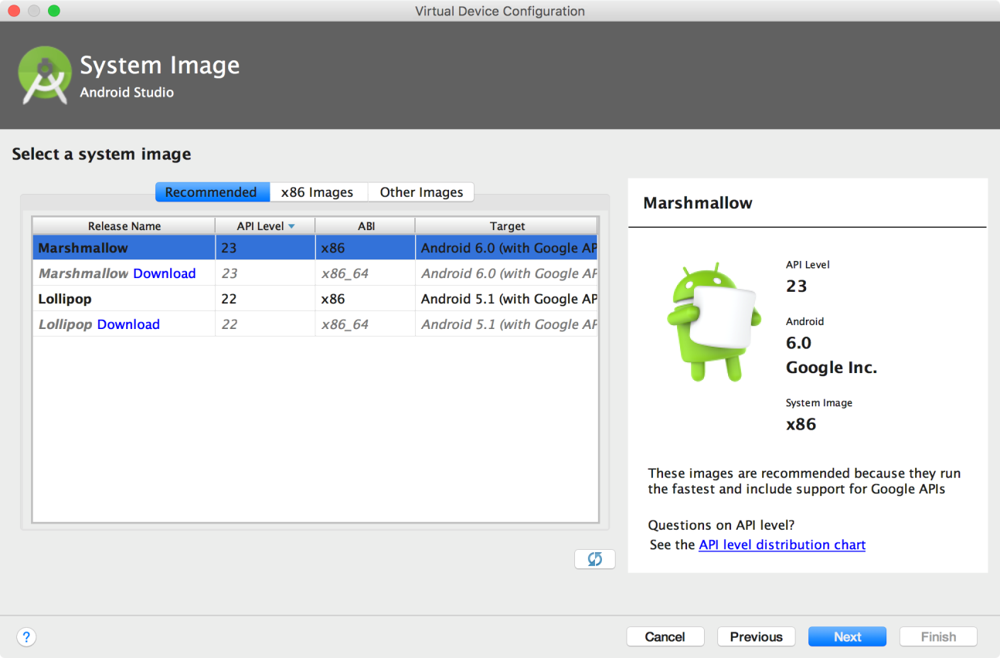 Virtual Device Configuration
System Image
Android Studio
Select a system image
Recommended x86 Images Other Images
Release Name API Level ABI Target
Marshmallow 23 x86 Android 6.0 (with Google AP
Marshmallow Download 23 x86_64 Android 6.0 (with Google AP
Lollipop 22 x86 Android 5.1 (with Google AP
Lollipop Download 22 x86_64 Android 5.1 (with Google AP
Marshmallow
API Level
23
Android
6.0
Google Inc.
System Image
x86
These images are recommended because they run
the fastest and include support for Google APIs
Questions on API level?
See the API level distribution chart
? Cancel Previous Next Finish